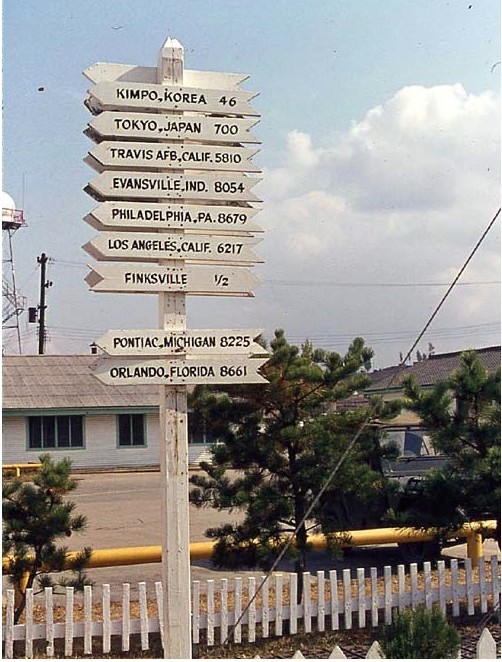 KIMPO, KOREA 46
TOKYO, JAPAN 700
TRAVIS AFB, CALIF. 5810
EVANSVILLE, IND. 8054
PHILADELPHIA, PA. 8679
LOS ANGELES, CALIF. 6217
FINKSVILLE 1/2
PONTIAC, MICHIGAN 8225
ORLANDO, FLORIDA 8661